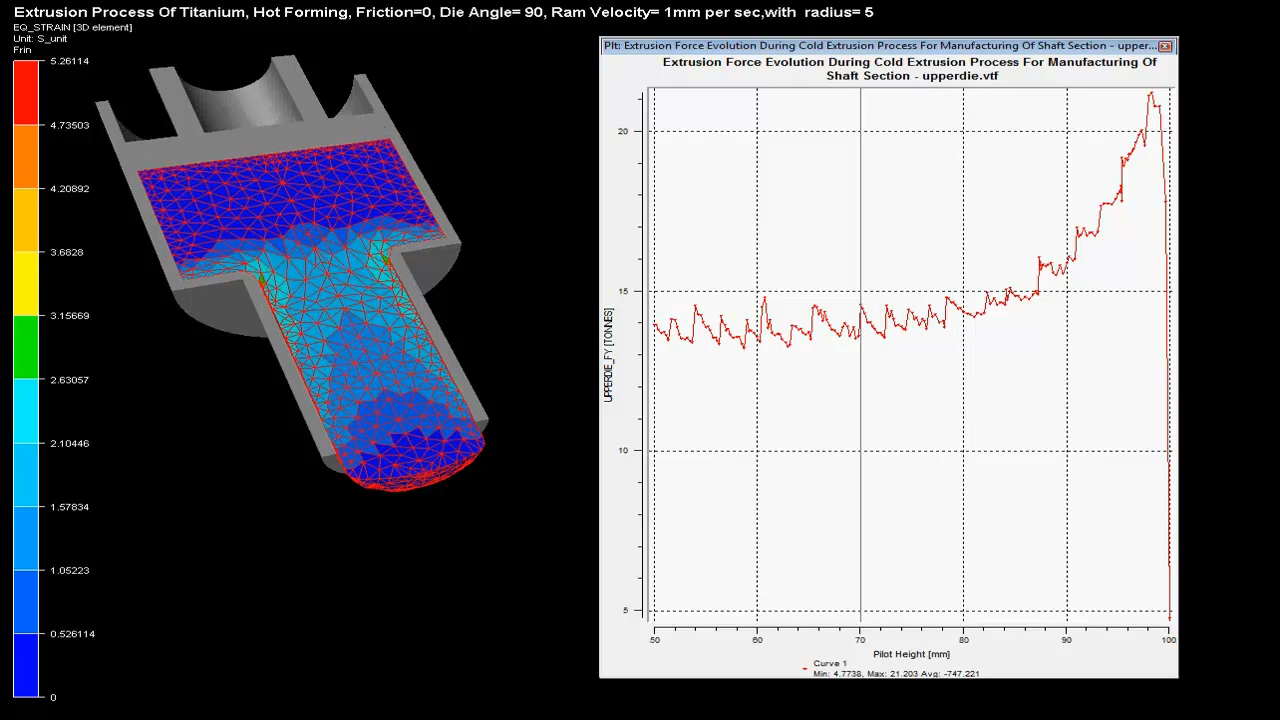 Extrusion Process Of Titanium, Hot Forming, Friction=0, Die Angle= 90, Ram Velocity= 1mm per sec,with  radius= 5
EQ_STRAIN [3D element]
Unit: S_unit
Frin
5.26114
4.73503
4.20892
3.6828
3.15669
2.63057
2.10446
1.57834
1.05223
0.526114
0
Plt: Extrusion Force Evolution During Cold Extrusion Process For Manufacturing Of Shaft Section - upper...
Extrusion Force Evolution During Cold Extrusion Process For Manufacturing Of
Shaft Section - upperdie.vtf
UPPERDIE_FY [TONNES]
20
15
10
5
50 60 70 80 90 100
Pilot Height [mm]
Curve 1
Min: 4.7738, Max: 21.203 Avg: -747.221